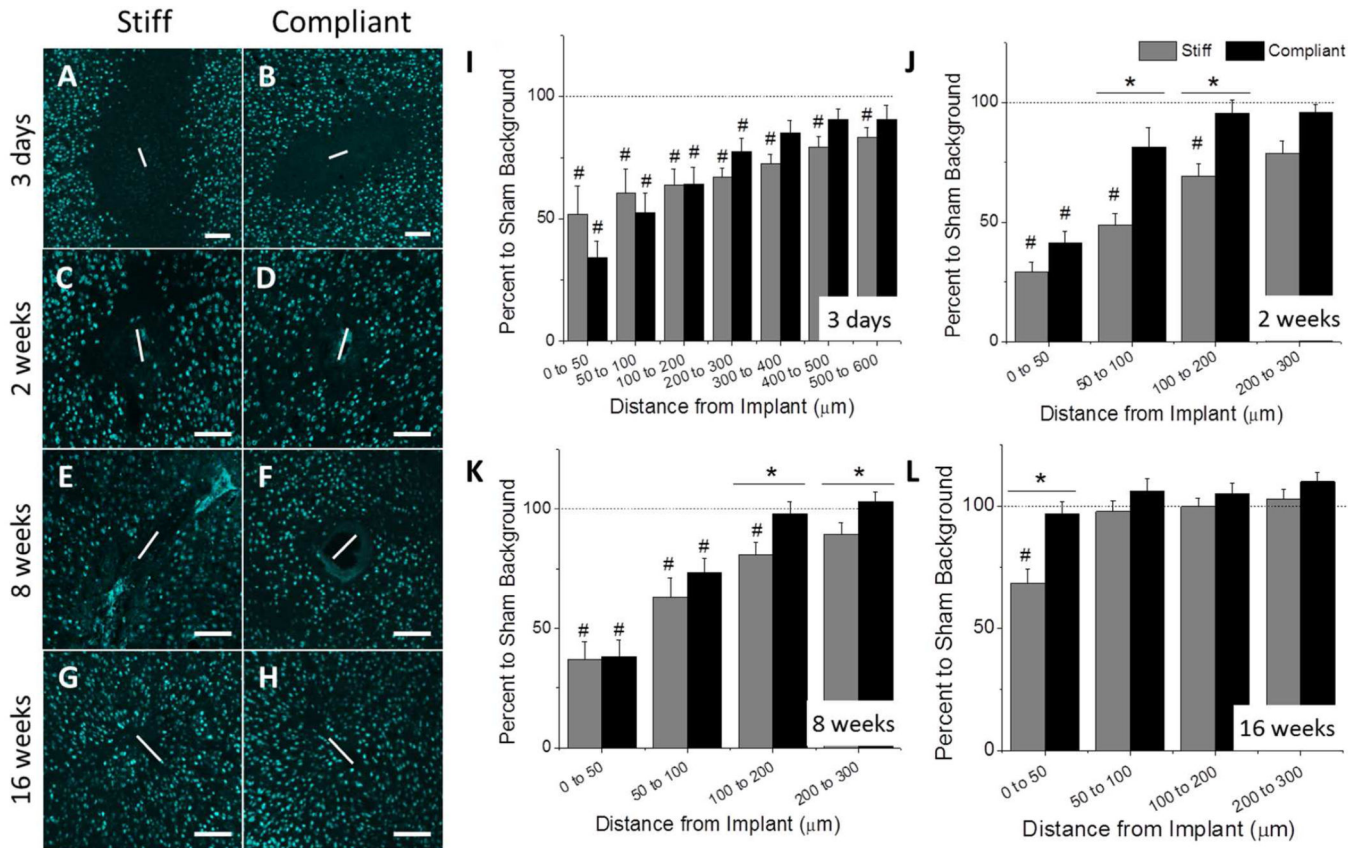 Stiff
Compliant
3 days
2 weeks
8 weeks
16 weeks
A
B
C
D
E
F
G
H
I
Percent to Sham Background
100
50
0
# # # # # # # # # # #
3 days
0 to 50
50 to 100
100 to 200
200 to 300
300 to 400
400 to 500
500 to 600
Distance from Implant (μm)
J
Stiff
Compliant
Percent to Sham Background
100
50
0
* *
# # # #
2 weeks
0 to 50
50 to 100
100 to 200
200 to 300
Distance from Implant (μm)
K
Percent to Sham Background
100
50
0
* *
# # # # #
8 weeks
0 to 50
50 to 100
100 to 200
200 to 300
Distance from Implant (μm)
L
Percent to Sham Background
100
50
0
*
#
16 weeks
0 to 50
50 to 100
100 to 200
200 to 300
Distance from Implant (μm)